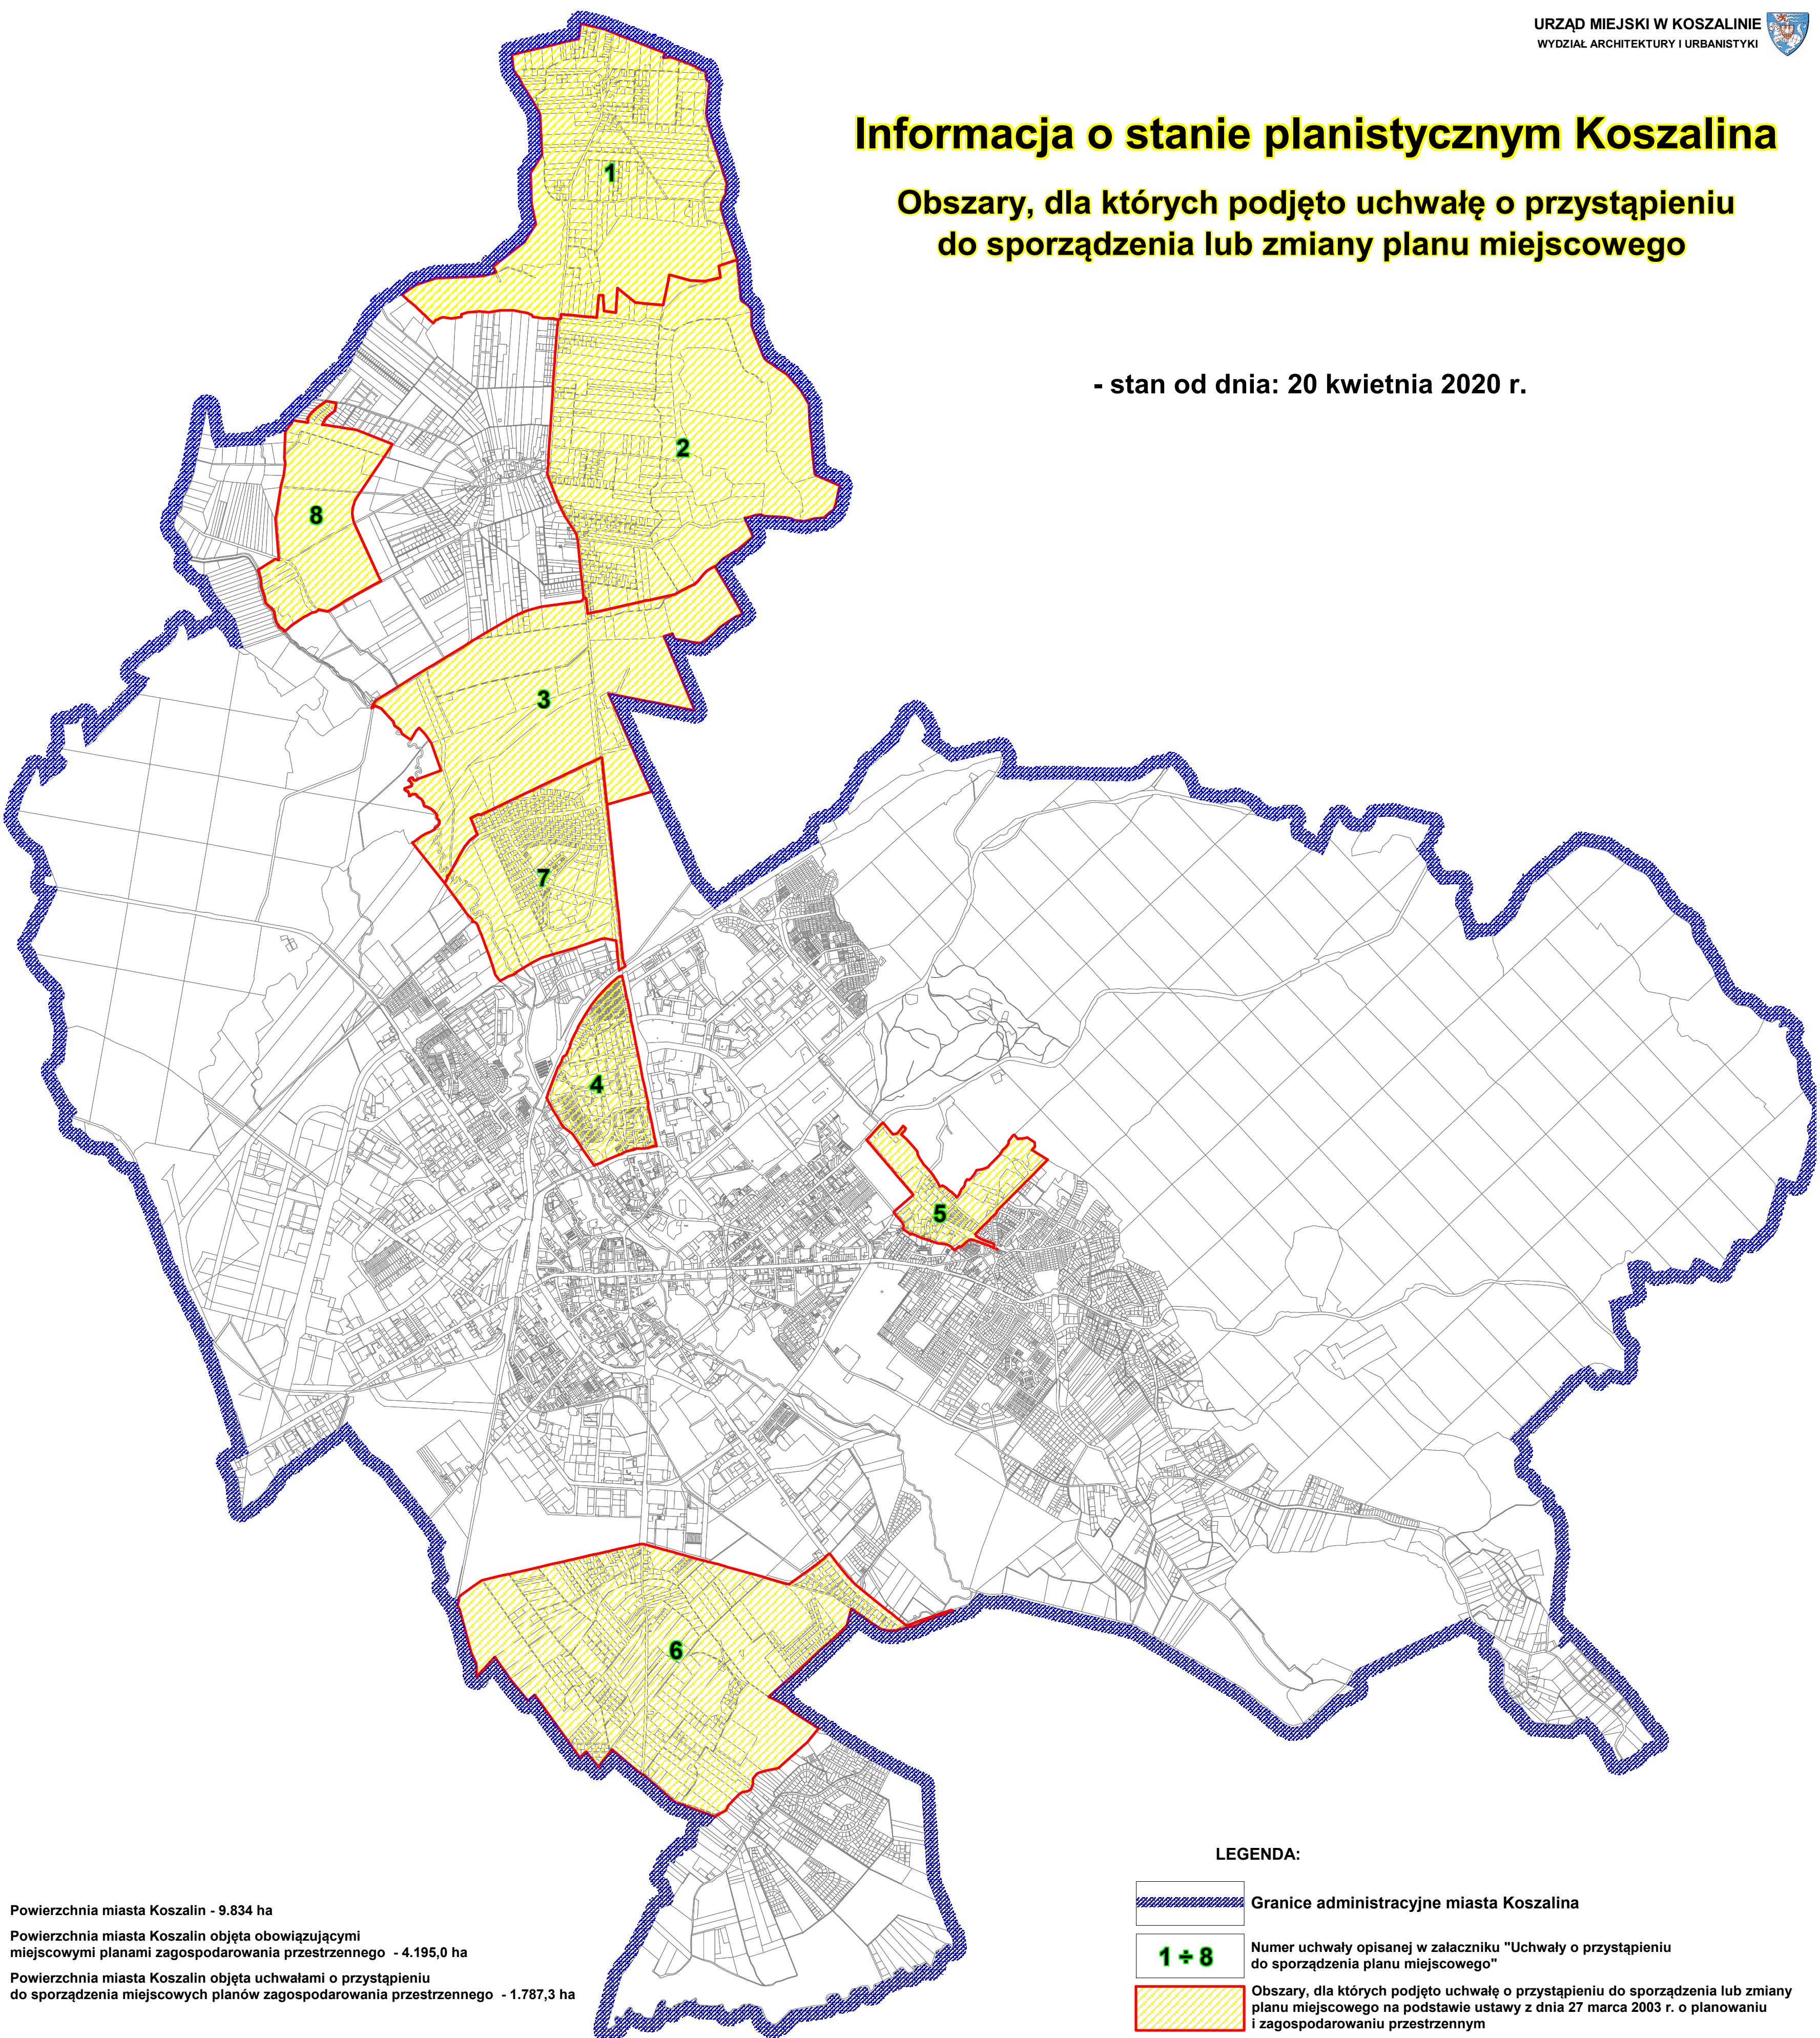 URZĄD MIEJSKI W KOSZALINIE
WYDZIAŁ ARCHITEKTURY I URBANISTYKI
Informacja o stanie planistycznym Koszalina
Obszary, dla których podjęto uchwałę o przystąpieniu
do sporządzenia lub zmiany planu miejscowego
- stan od dnia: 20 kwietnia 2020 r.
1
2
8
3
7
4
5
6
Powierzchnia miasta Koszalin - 9.834 ha
Powierzchnia miasta Koszalin objęta obowiązującymi
miejscowymi planami zagospodarowania przestrzennego - 4.195,0 ha
Powierzchnia miasta Koszalin objęta uchwałami o przystąpieniu
do sporządzenia miejscowych planów zagospodarowania przestrzennego - 1.787,3 ha
LEGENDA:
Granice administracyjne miasta Koszalina
1 ÷ 8
Numer uchwały opisanej w załaczniku "Uchwały o przystąpieniu
do sporządzenia planu miejscowego"
Obszary, dla których podjęto uchwałę o przystąpieniu do sporządzenia lub zmiany
planu miejscowego na podstawie ustawy z dnia 27 marca 2003 r. o planowaniu
i zagospodarowaniu przestrzennym